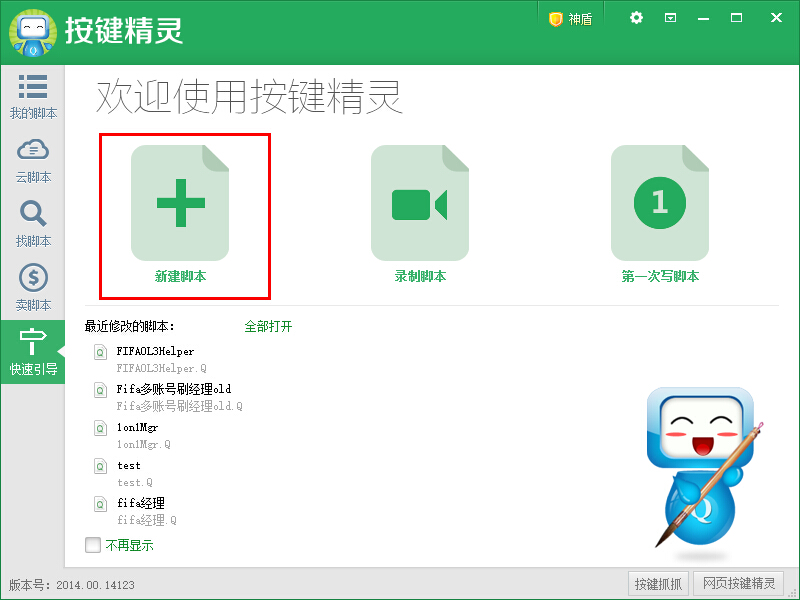 按键精灵
神盾
我的脚本
云脚本
找脚本
卖脚本
快速引导
欢迎使用按键精灵
新建脚本
录制脚本
1
第一次写脚本
最近修改的脚本: 全部打开
FIFAOL3Helper
FIFAOL3Helper.Q
Fifa多账号刷经理old
Fifa多账号刷经理old.Q
1on1Mgr
1on1Mgr.Q
test
test.Q
fifa经理
fifa经理.Q
不再显示
Q
版本号: 2014.00.14123
按键抓抓
网页按键精灵